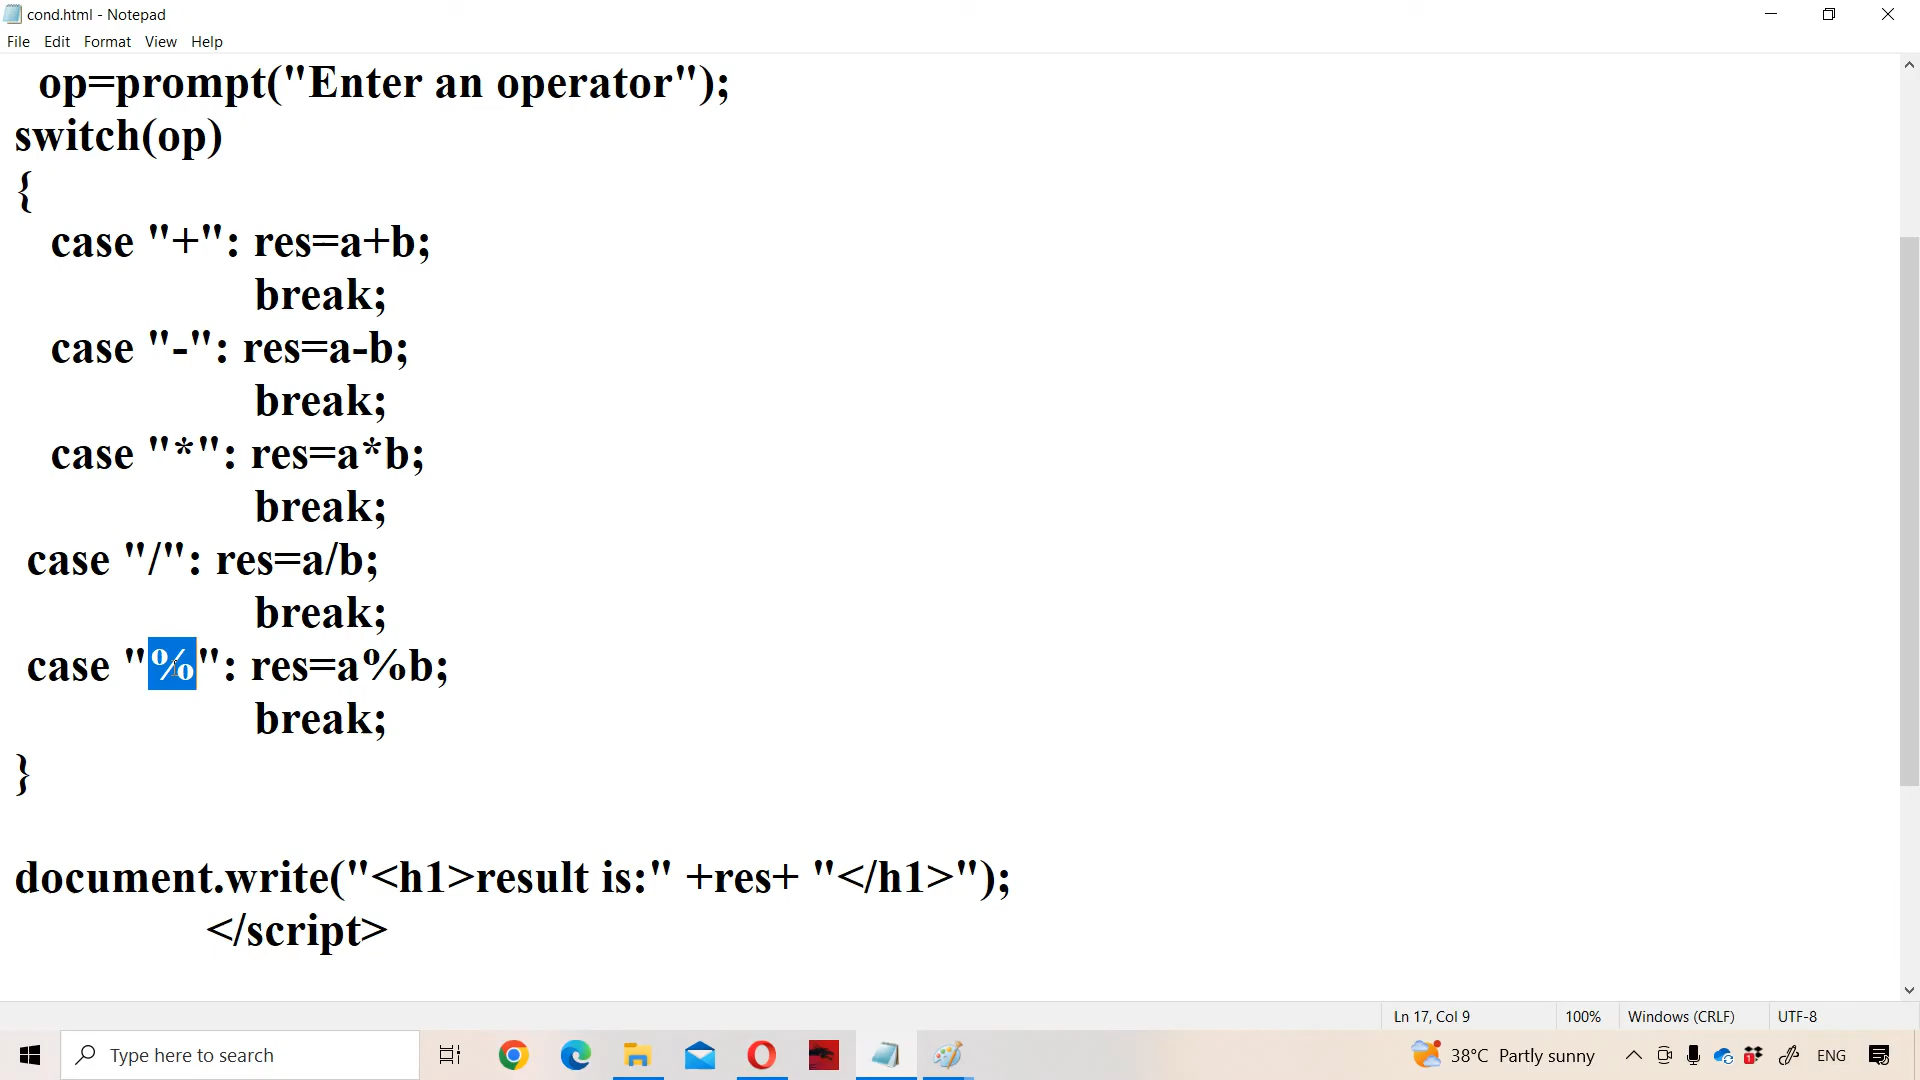 cond.html - Notepad
File Edit Format View Help
op=prompt("Enter an operator");
switch(op)
{
case "+": res=a+b;
break;
case "-": res=a-b;
break;
case "*": res=a*b;
break;
case "/": res=a/b;
break;
case "%": res=a%b;
break;
}
document.write("<h1>result is:" +res+ "</h1>");
</script>
Ln 17, Col 9 100% Windows (CRLF) UTF-8
Type here to search 38°C Partly sunny ENG